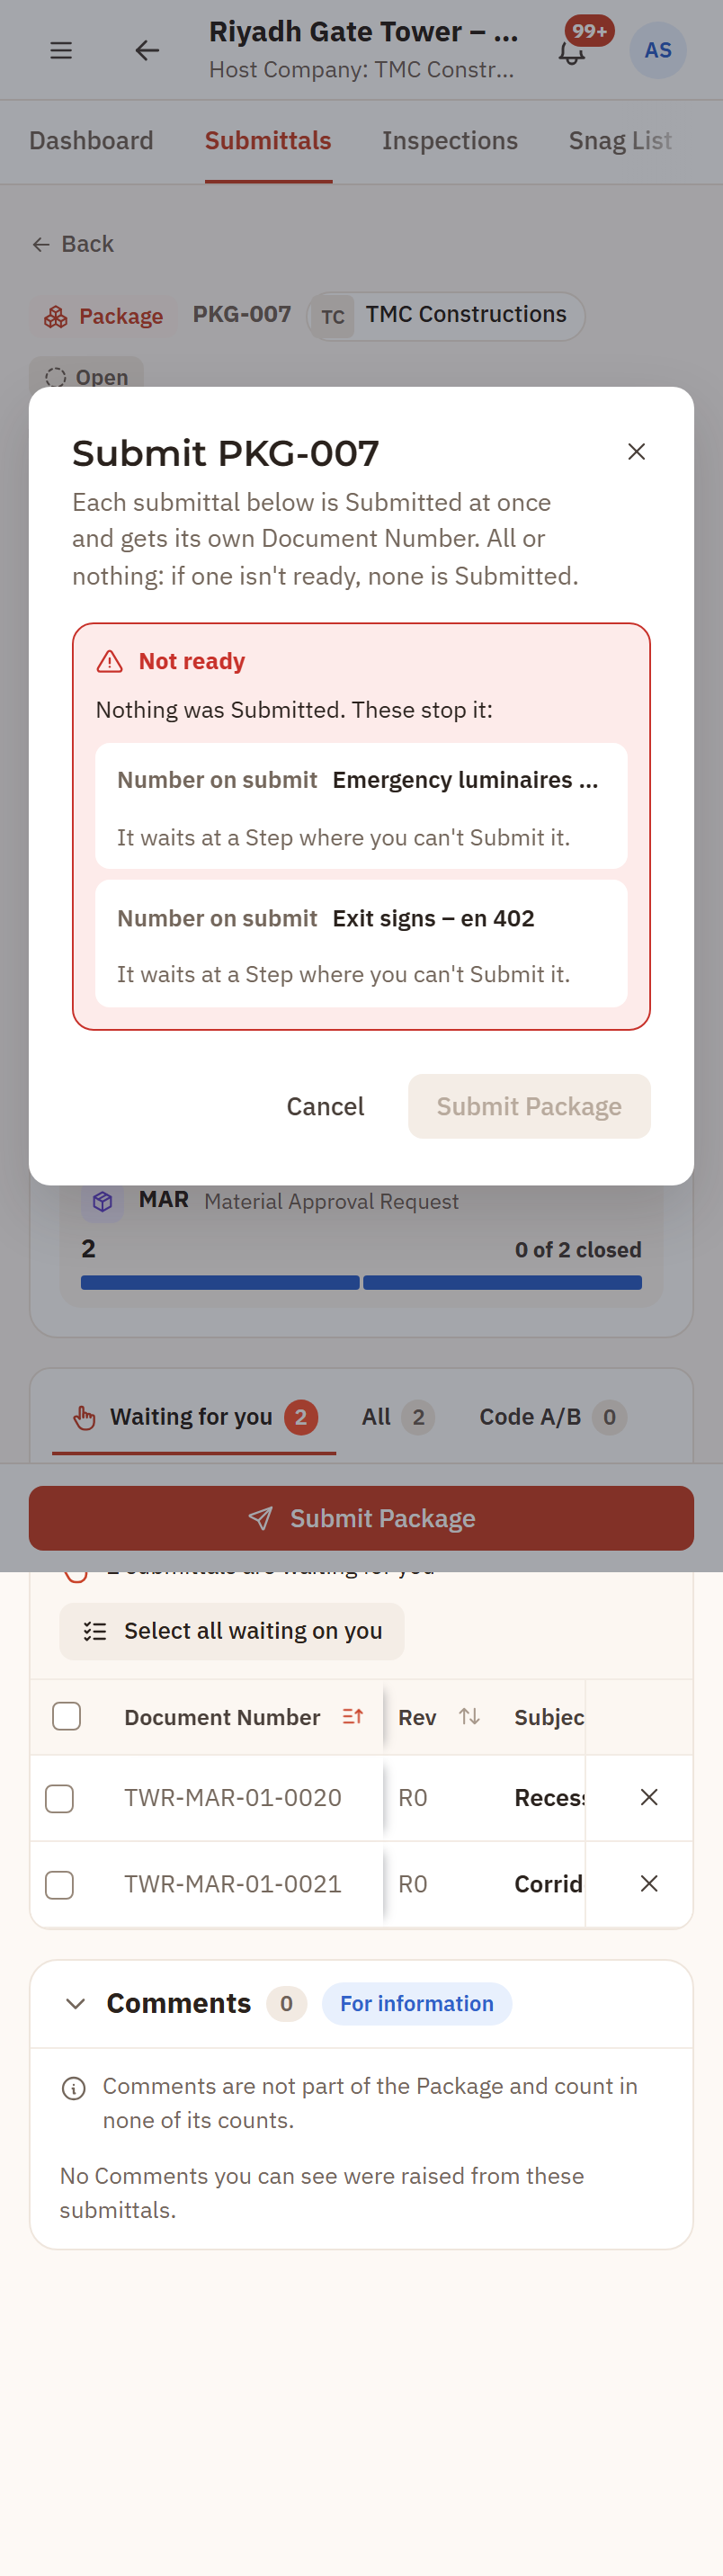 Riyadh Gate Tower – ...
99+
AS
Host Company: TMC Constr...
Dashboard Submittals Inspections Snag List
Back
Package PKG-007 TC TMC Constructions
Open
Submit PKG-007
Each submittal below is Submitted at once
and gets its own Document Number. All or
nothing: if one isn't ready, none is Submitted.
Not ready
Nothing was Submitted. These stop it:
Number on submit Emergency luminaires ...
It waits at a Step where you can't Submit it.
Number on submit Exit signs – en 402
It waits at a Step where you can't Submit it.
Cancel Submit Package
MAR Material Approval Request
2 0 of 2 closed
Waiting for you 2 All 2 Code A/B 0
Submit Package
2 submittals are waiting for you
Select all waiting on you
Document Number Rev Subjec
TWR-MAR-01-0020 R0 Recess
TWR-MAR-01-0021 R0 Corrid
Comments 0 For information
Comments are not part of the Package and count in
none of its counts.
No Comments you can see were raised from these
submittals.